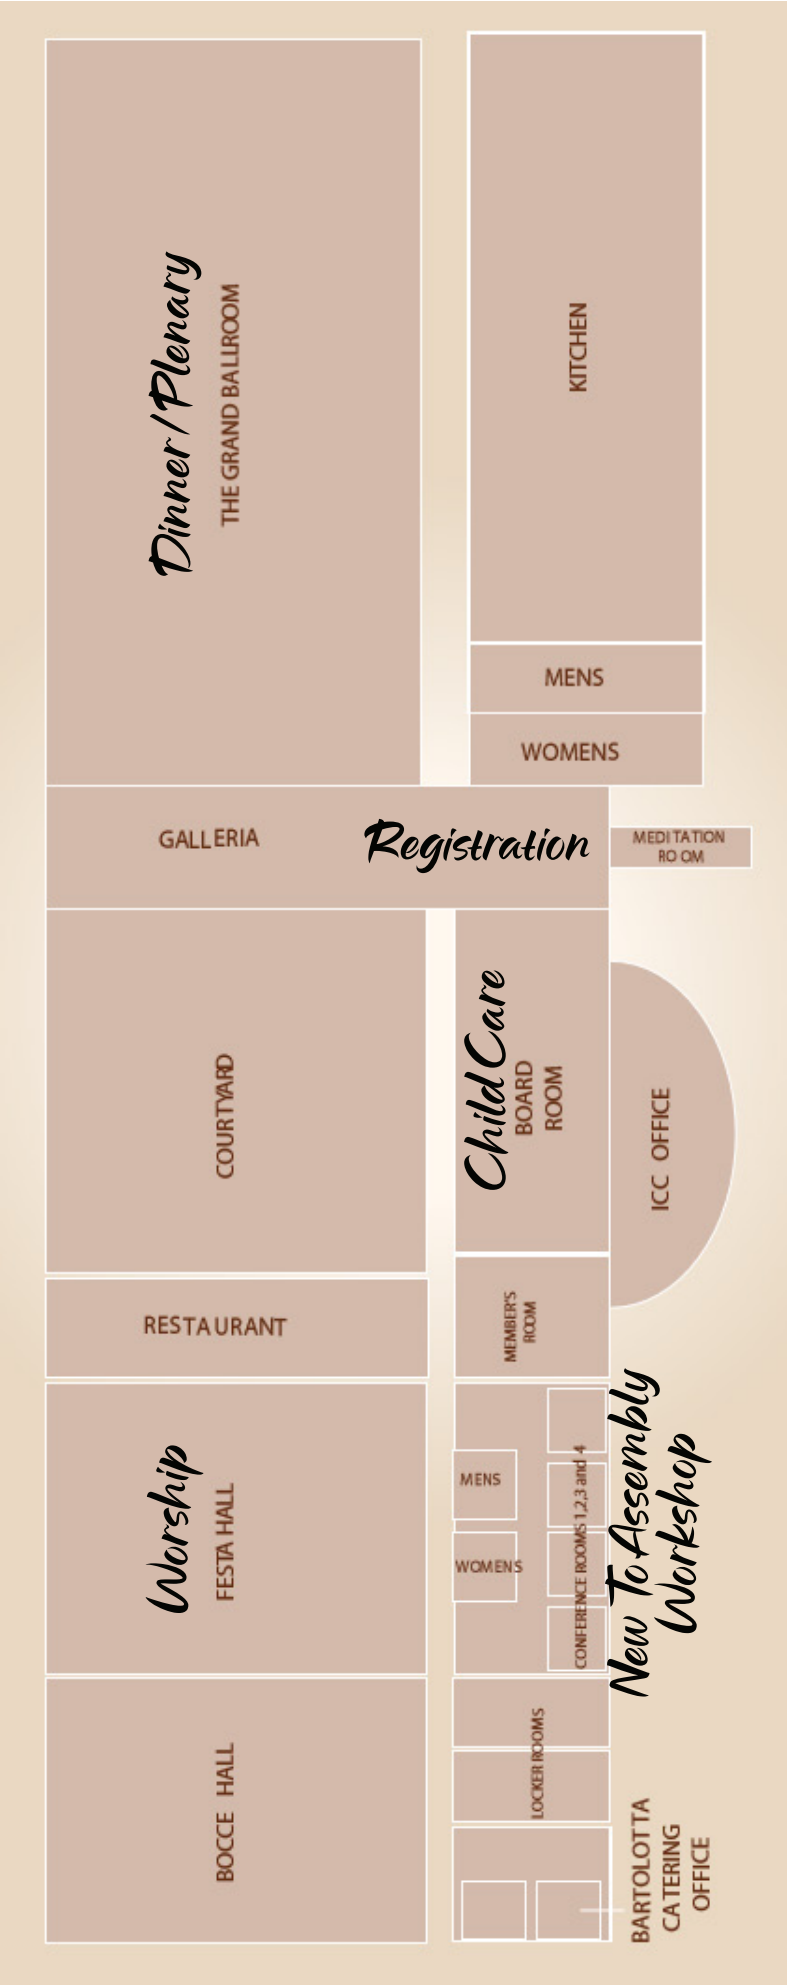 Dinner/Plenary
THE GRAND BALLROOM
KITCHEN
MENS
WOMENS
GALLERIA
Registration
MEDITATION
ROOM
COURTYARD
Child Care
BOARD
ROOM
ICC OFFICE
RESTAURANT
MEMBER'S
ROOM
Worship
FESTA HALL
MENS
WOMENS
CONFERENCE ROOMS 1,2,3 and 4
New To Assembly
Workshop
BOCCE HALL
LOCKER ROOMS
BARTOLOTTA
CATERING
OFFICE